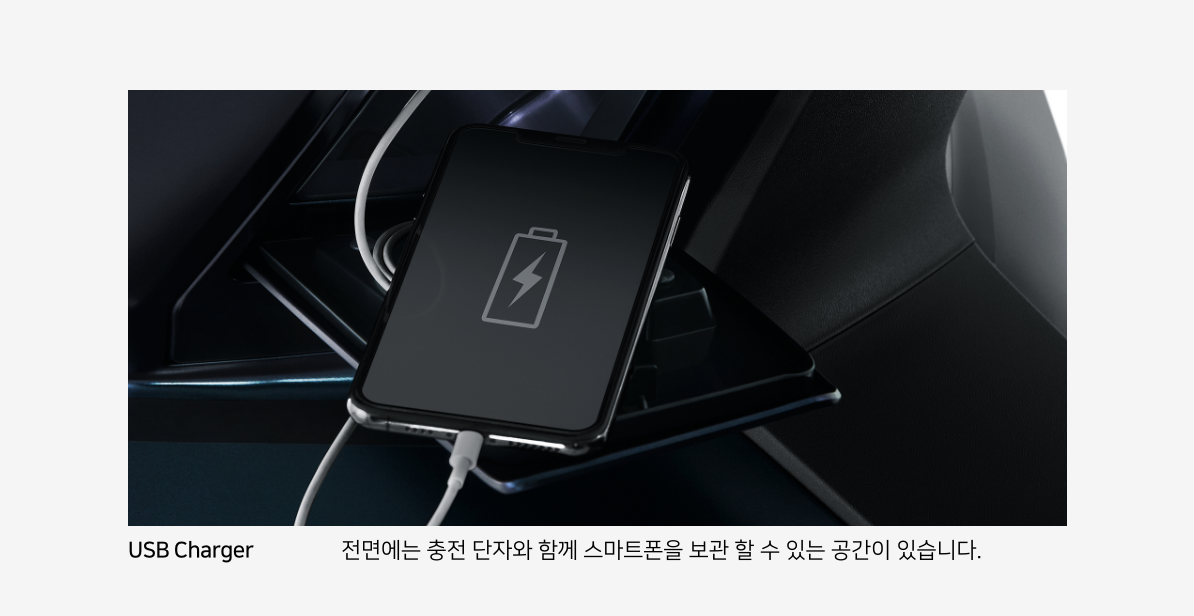 USB Charger
전면에는 충전 단자와 함께 스마트폰을 보관 할 수 있는 공간이 있습니다.